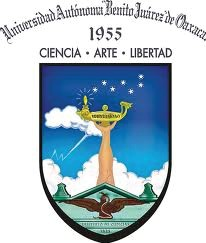 Universidad Autónoma "Benito Juárez" de Oaxaca.
1955
CIENCIA • ARTE • LIBERTAD